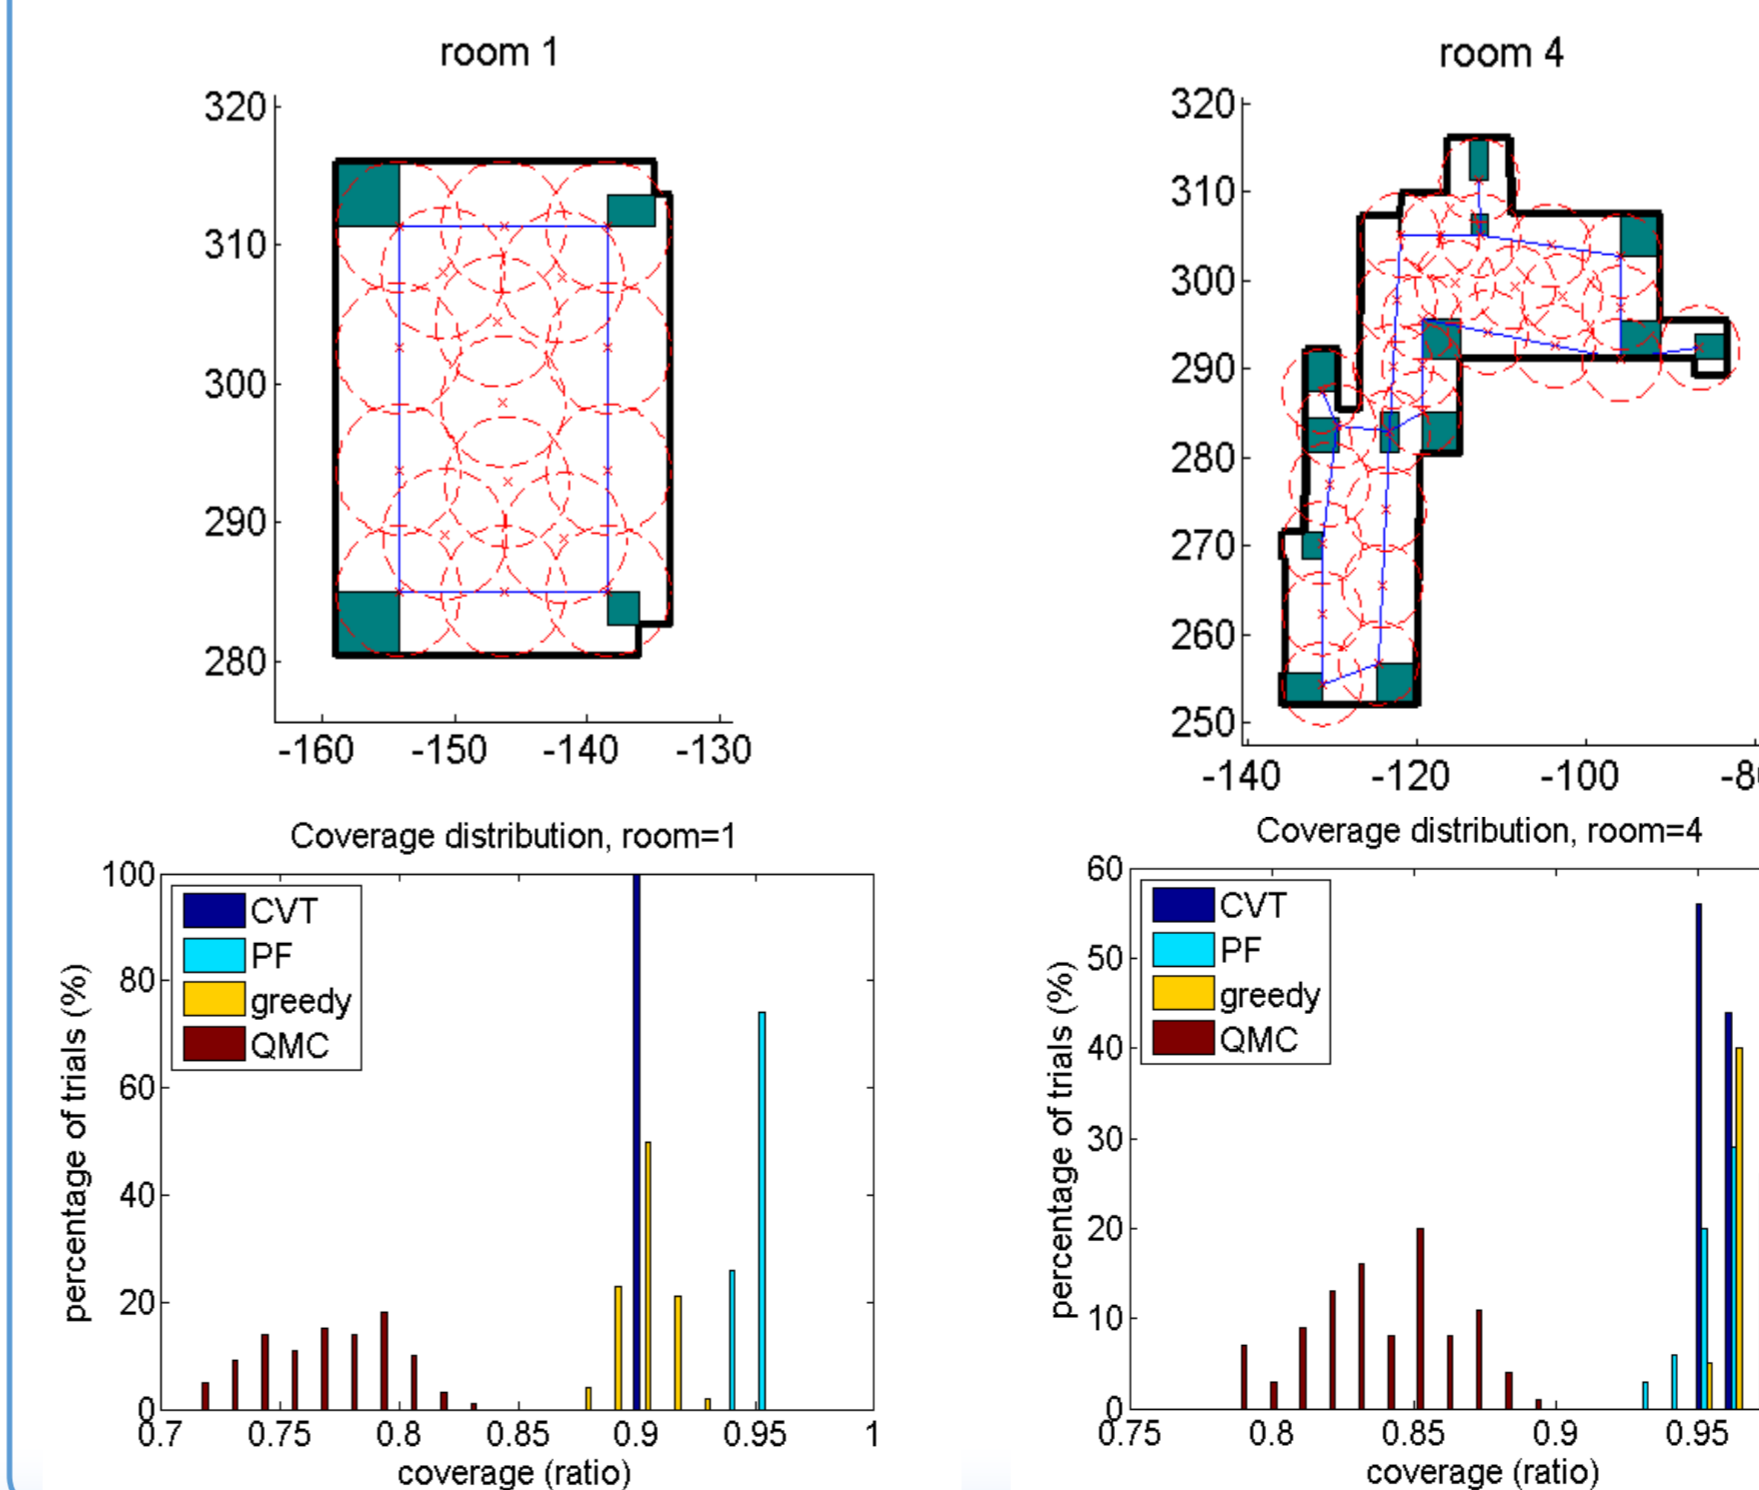 room 1
320
310
300
290
280
-160 -150 -140 -130
room 4
320
310
300
290
280
270
260
250
-140 -120 -100
Coverage distribution, room=1
percentage of trials (%)
100
80
60
40
20
0
CVT
PF
greedy
QMC
0.7 0.75 0.8 0.85 0.9 0.95 1
coverage (ratio)
Coverage distribution, room=4
percentage of trials (%)
60
50
40
30
20
10
0
CVT
PF
greedy
QMC
0.75 0.8 0.85 0.9 0.95
coverage (ratio)